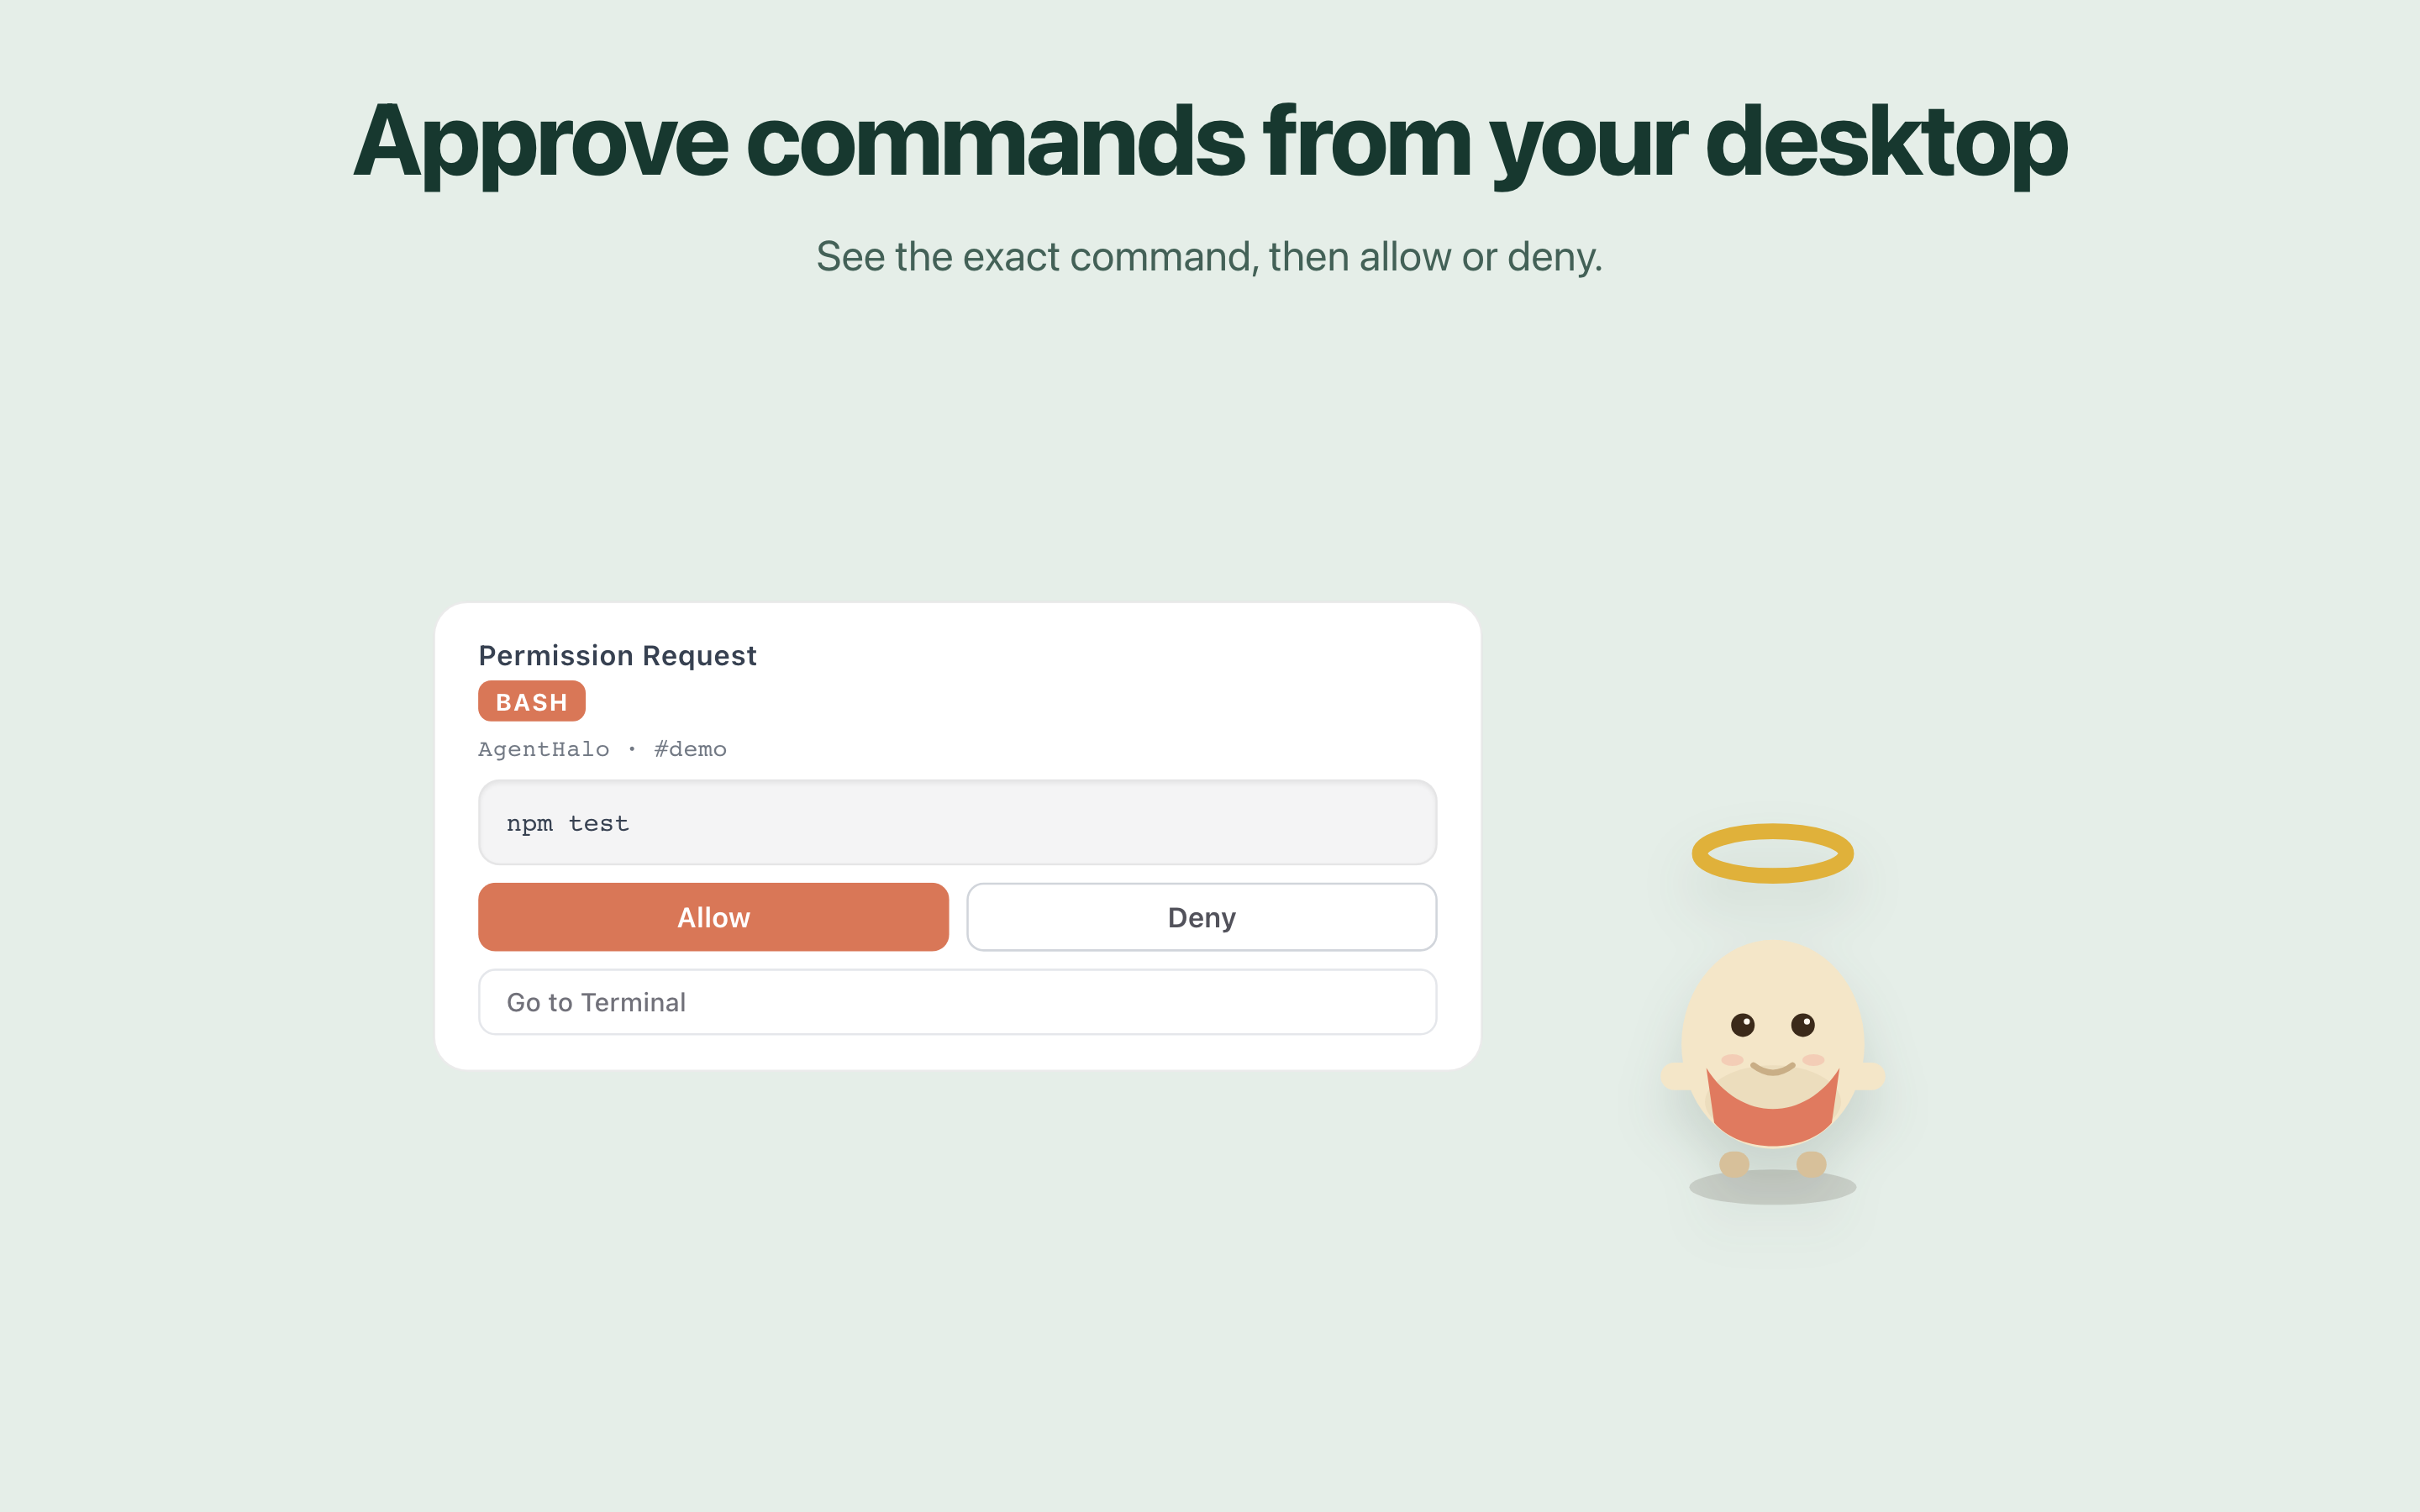 Approve commands from your desktop
See the exact command, then allow or deny.
Permission Request
BASH
AgentHalo · #demo
npm test
Allow
Deny
Go to Terminal